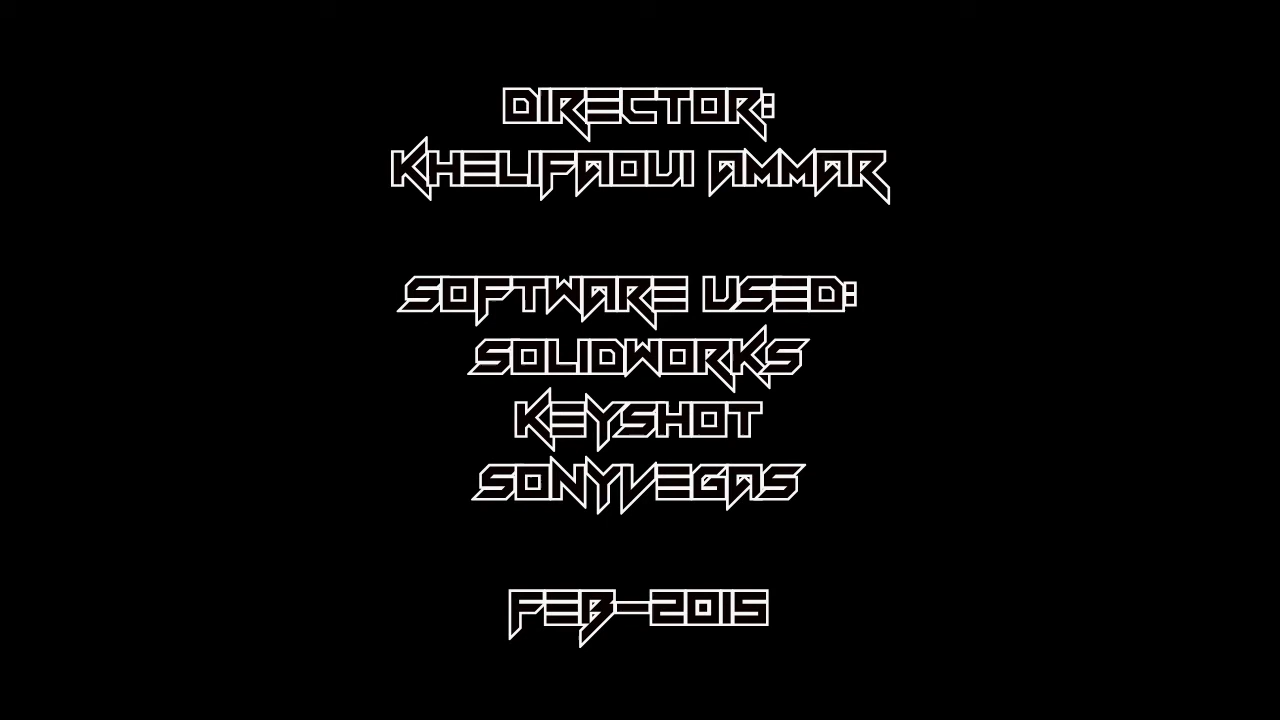 DIRECTOR:
KHELIFAOUI AMMAR
SOFTWARE USED:
SOLIDWORKS
KEYSHOT
SONYVEGAS
FEB-2015